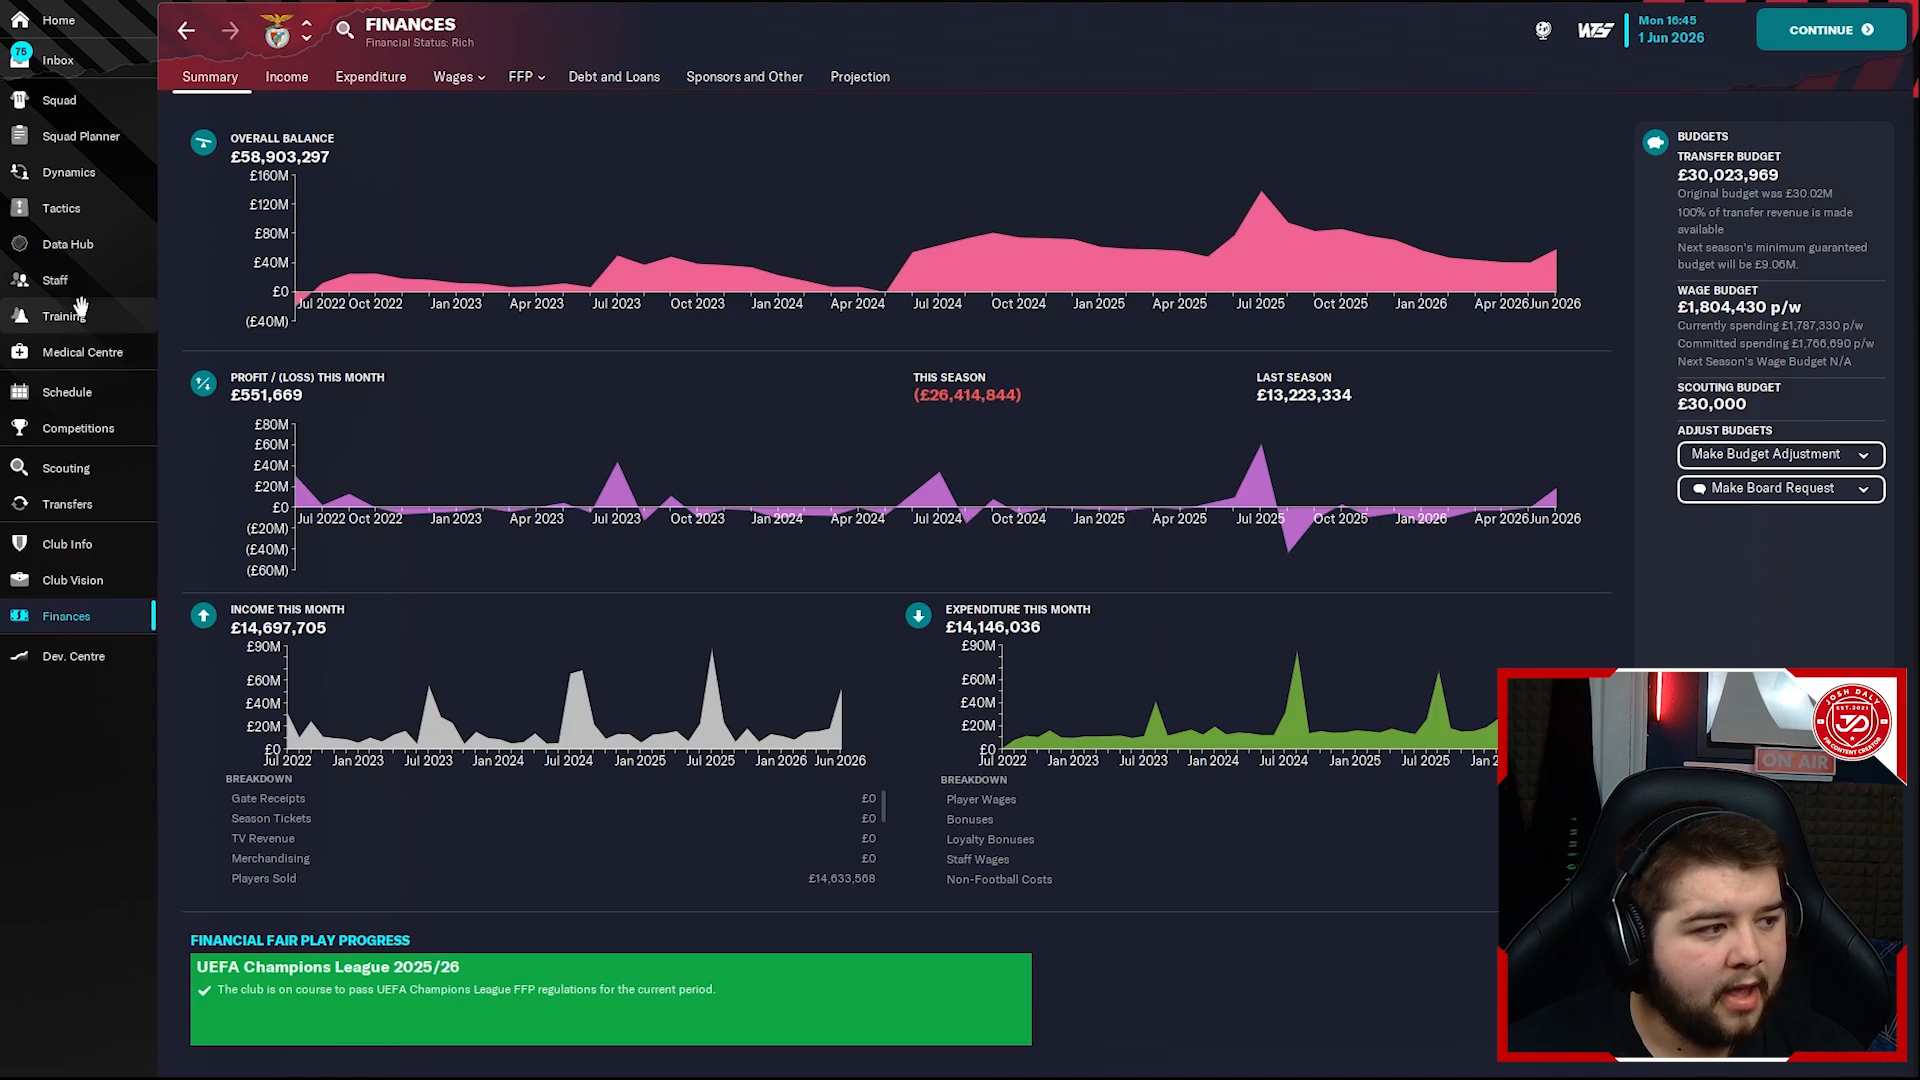 Home
75
Inbox
Squad
Squad Planner
Dynamics
Tactics
Data Hub
Staff
Training
Medical Centre
Schedule
Competitions
Scouting
Transfers
Club Info
Club Vision
Finances
Dev. Centre
FINANCES
Financial Status: Rich
Mon 16:45
1 Jun 2026
CONTINUE
Summary Income Expenditure Wages FFP Debt and Loans Sponsors and Other Projection
OVERALL BALANCE
£58,903,297
£160M
£120M
£80M
£40M
£0
(£40M)
Jul 2022 Oct 2022 Jan 2023 Apr 2023 Jul 2023 Oct 2023 Jan 2024 Apr 2024 Jul 2024 Oct 2024 Jan 2025 Apr 2025 Jul 2025 Oct 2025 Jan 2026 Apr 2026 Jun 2026
PROFIT / (LOSS) THIS MONTH
£551,669
THIS SEASON
(£26,414,844)
LAST SEASON
£13,223,334
£80M
£60M
£40M
£20M
£0
(£20M)
(£40M)
(£60M)
Jul 2022 Oct 2022 Jan 2023 Apr 2023 Jul 2023 Oct 2023 Jan 2024 Apr 2024 Jul 2024 Oct 2024 Jan 2025 Apr 2025 Jul 2025 Oct 2025 Jan 2026 Apr 2026 Jun 2026
INCOME THIS MONTH
£14,697,705
£90M
£60M
£40M
£20M
£0
Jul 2022 Jan 2023 Jul 2023 Jan 2024 Jul 2024 Jan 2025 Jul 2025 Jan 2026 Jun 2026
BREAKDOWN
Gate Receipts £0
Season Tickets £0
TV Revenue £0
Merchandising £0
Players Sold £14,633,568
EXPENDITURE THIS MONTH
£14,146,036
£90M
£60M
£40M
£20M
£0
Jul 2022 Jan 2023 Jul 2023 Jan 2024 Jul 2024 Jan 2025 Jul 2025 Jan 2
BREAKDOWN
Player Wages
Bonuses
Loyalty Bonuses
Staff Wages
Non-Football Costs
FINANCIAL FAIR PLAY PROGRESS
UEFA Champions League 2025/26
The club is on course to pass UEFA Champions League FFP regulations for the current period.
BUDGETS
TRANSFER BUDGET
£30,023,969
Original budget was £30.02M
100% of transfer revenue is made
available
Next season's minimum guaranteed
budget will be £9.06M.
WAGE BUDGET
£1,804,430 p/w
Currently spending £1,787,330 p/w
Committed spending £1,766,690 p/w
Next Season's Wage Budget N/A
SCOUTING BUDGET
£30,000
ADJUST BUDGETS
Make Budget Adjustment
Make Board Request
JOSH DALY
EST. 2021
JD
FM CONTENT CREATOR
ON AIR